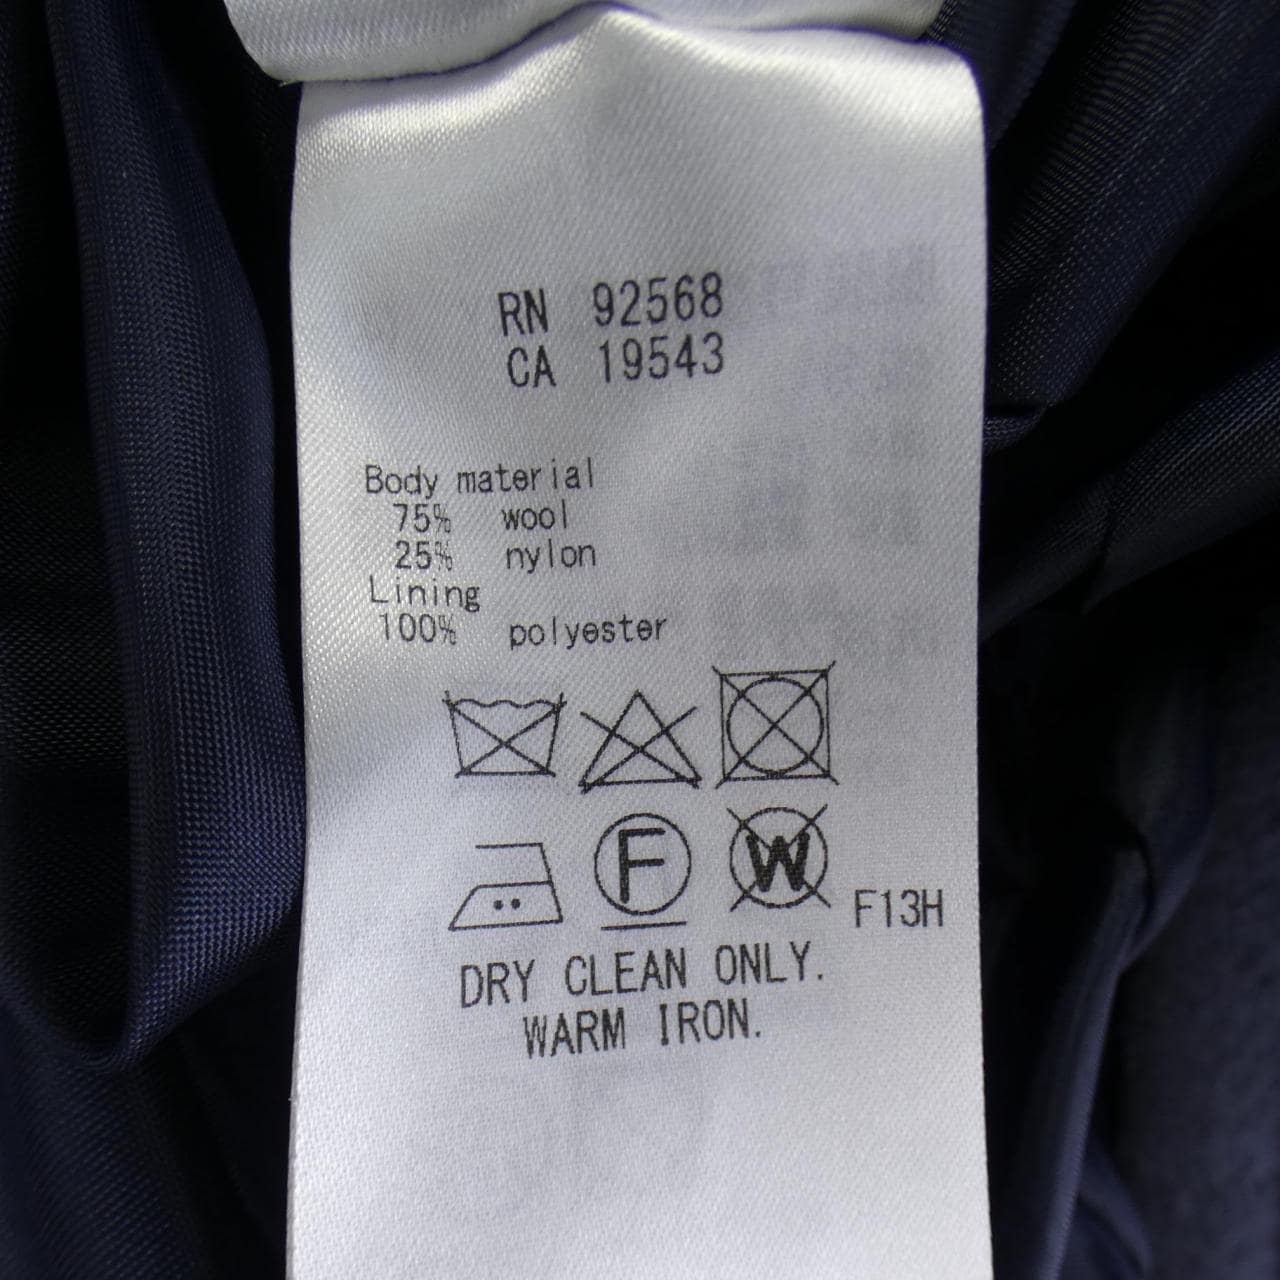 RN 92568
CA 19543
Body material
75% wool
25% nylon
Lining
100% polyester
F W F13H
DRY CLEAN ONLY.
WARM IRON.